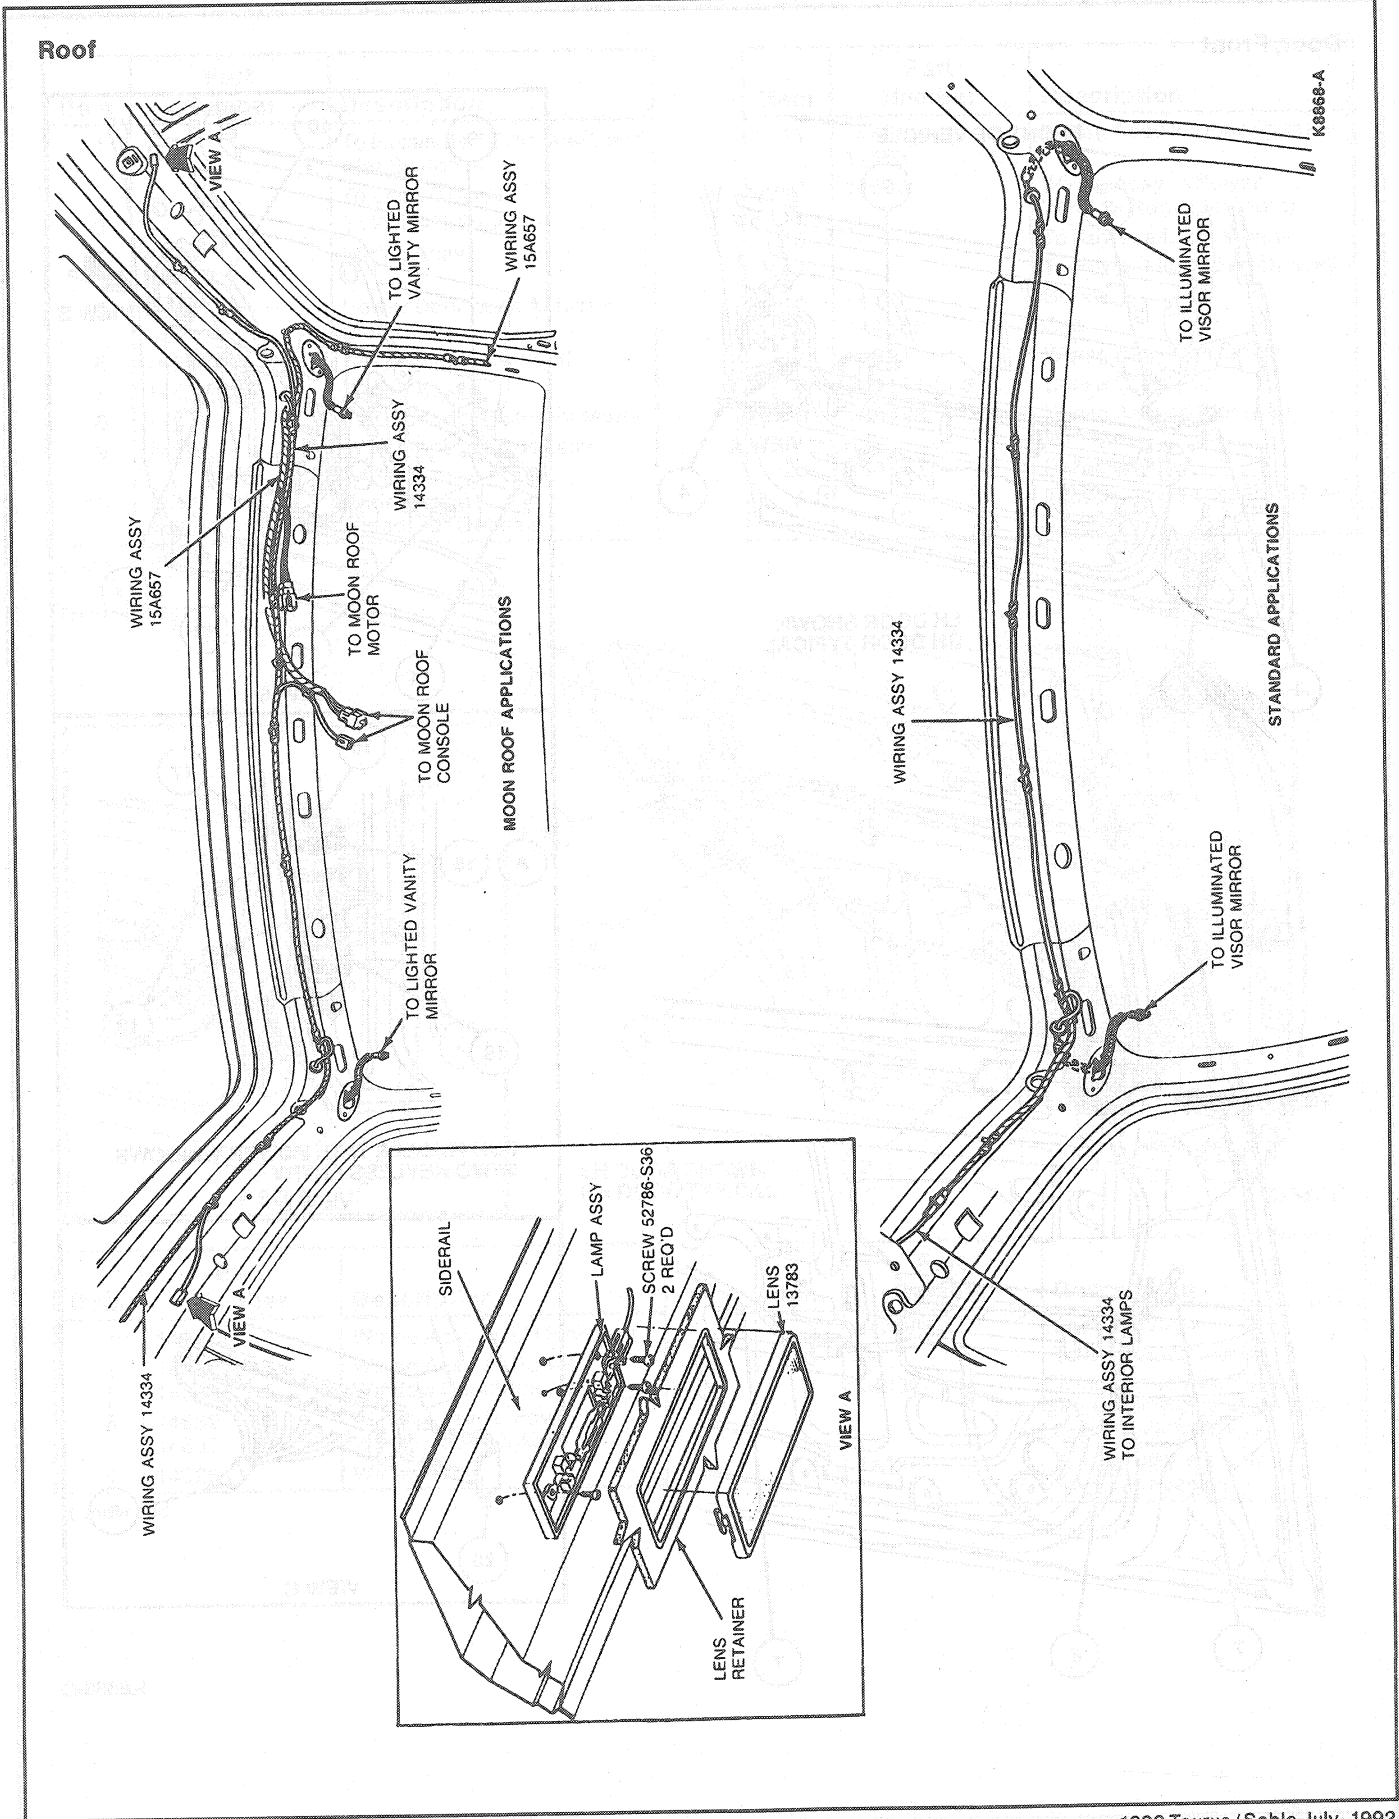 Roof
VIEW A
TO LIGHTED
VANITY MIRROR
WIRING ASSY
15A657
WIRING ASSY
14334
WIRING ASSY
15A657
TO MOON ROOF
MOTOR
TO MOON ROOF
CONSOLE
MOON ROOF APPLICATIONS
TO LIGHTED VANITY
MIRROR
VIEW A
WIRING ASSY 14334
SIDERAIL
LAMP ASSY
SCREW 52786-S36
2 REQ'D
LENS
13783
LENS
RETAINER
VIEW A
K8868-A
TO ILLUMINATED
VISOR MIRROR
WIRING ASSY 14334
STANDARD APPLICATIONS
TO ILLUMINATED
VISOR MIRROR
WIRING ASSY 14334
TO INTERIOR LAMPS
Taurus/Sable July, 1992